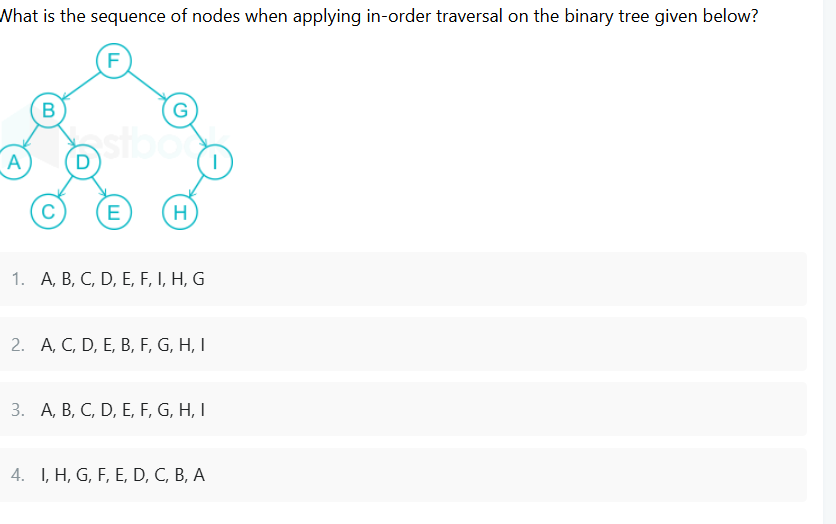 What is the sequence of nodes when applying in-order traversal on the binary tree given below?
F
B G
A D I
C E H
1. A, B, C, D, E, F, I, H, G
2. A, C, D, E, B, F, G, H, I
3. A, B, C, D, E, F, G, H, I
4. I, H, G, F, E, D, C, B, A